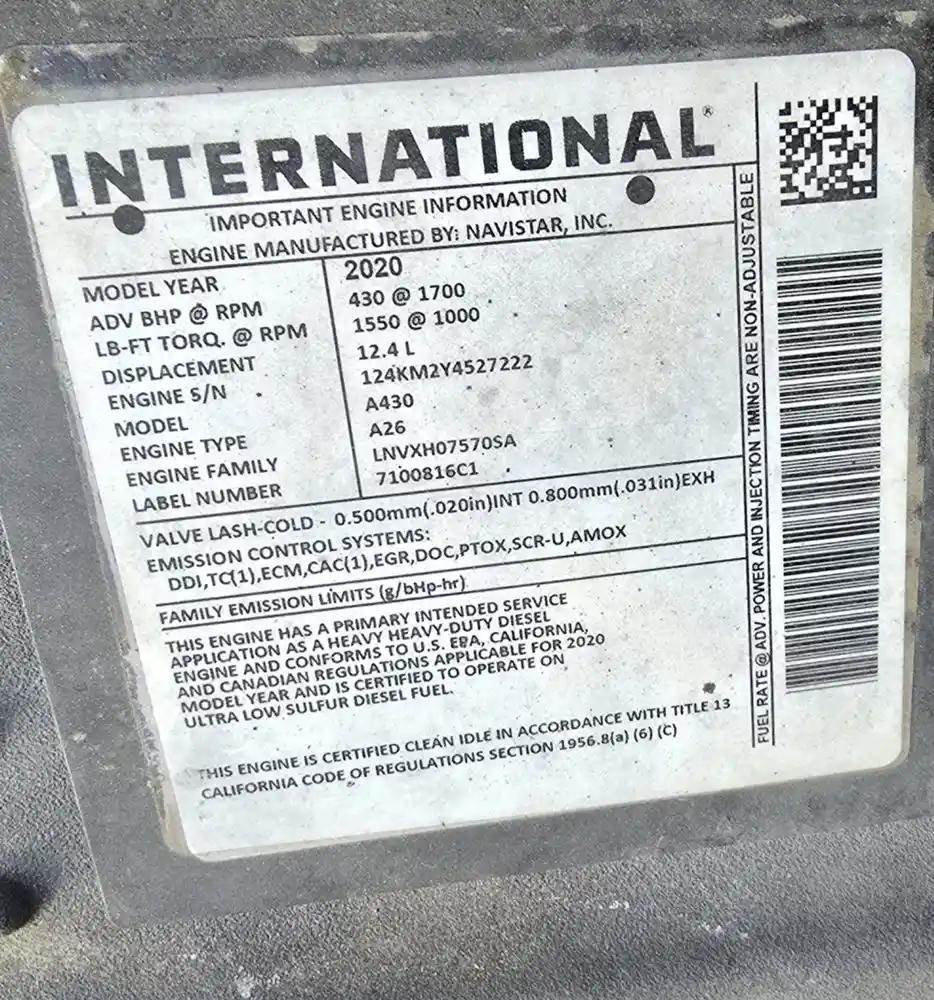 INTERNATIONAL®
IMPORTANT ENGINE INFORMATION
ENGINE MANUFACTURED BY: NAVISTAR, INC.
MODEL YEAR 2020
ADV BHP @ RPM 430 @ 1700
LB-FT TORQ. @ RPM 1550 @ 1000
DISPLACEMENT 12.4 L
ENGINE S/N 124KM2Y4527222
MODEL A430
ENGINE TYPE A26
ENGINE FAMILY LNVXH07570SA
LABEL NUMBER 7100816C1
VALVE LASH-COLD - 0.500mm(.020in)INT 0.800mm(.031in)EXH
EMISSION CONTROL SYSTEMS:
DDI,TC(1),ECM,CAC(1),EGR,DOC,PTOX,SCR-U,AMOX
FAMILY EMISSION LIMITS (g/bHp-hr)
THIS ENGINE HAS A PRIMARY INTENDED SERVICE
APPLICATION AS A HEAVY HEAVY-DUTY DIESEL
ENGINE AND CONFORMS TO U.S. EPA, CALIFORNIA,
AND CANADIAN REGULATIONS APPLICABLE FOR 2020
MODEL YEAR AND IS CERTIFIED TO OPERATE ON
ULTRA LOW SULFUR DIESEL FUEL.
THIS ENGINE IS CERTIFIED CLEAN IDLE IN ACCORDANCE WITH TITLE 13
CALIFORNIA CODE OF REGULATIONS SECTION 1956.8(a) (6) (C)
FUEL RATE @ ADV. POWER AND INJECTION TIMING ARE NON-ADJUSTABLE